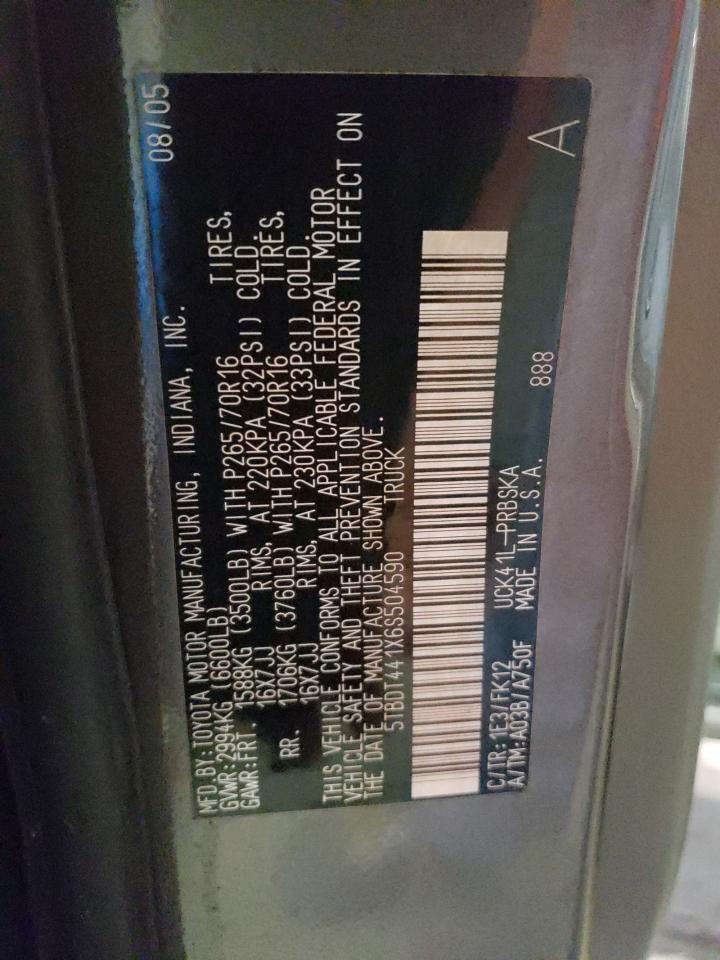 MFD.BY:TOYOTA MOTOR MANUFACTURING, INDIANA, INC. 08/05
GVWR:2994KG (6600LB)
GAWR:FRT. 1588KG (3500LB) WITH P265/70R16 TIRES,
16X7JJ RIMS, AT 220KPA (32PSI) COLD.
RR. 1706KG (3760LB) WITH P265/70R16 TIRES,
16X7JJ RIMS, AT 230KPA (33PSI) COLD.
THIS VEHICLE CONFORMS TO ALL APPLICABLE FEDERAL MOTOR
VEHICLE SAFETY AND THEFT PREVENTION STANDARDS IN EFFECT ON
THE DATE OF MANUFACTURE SHOWN ABOVE.
5TBDT441X6S504590 TRUCK
C/TR:1E3/FK12 UCK41L-PRBSKA
A/TM:A03B/A750F MADE IN U.S.A. 888
A